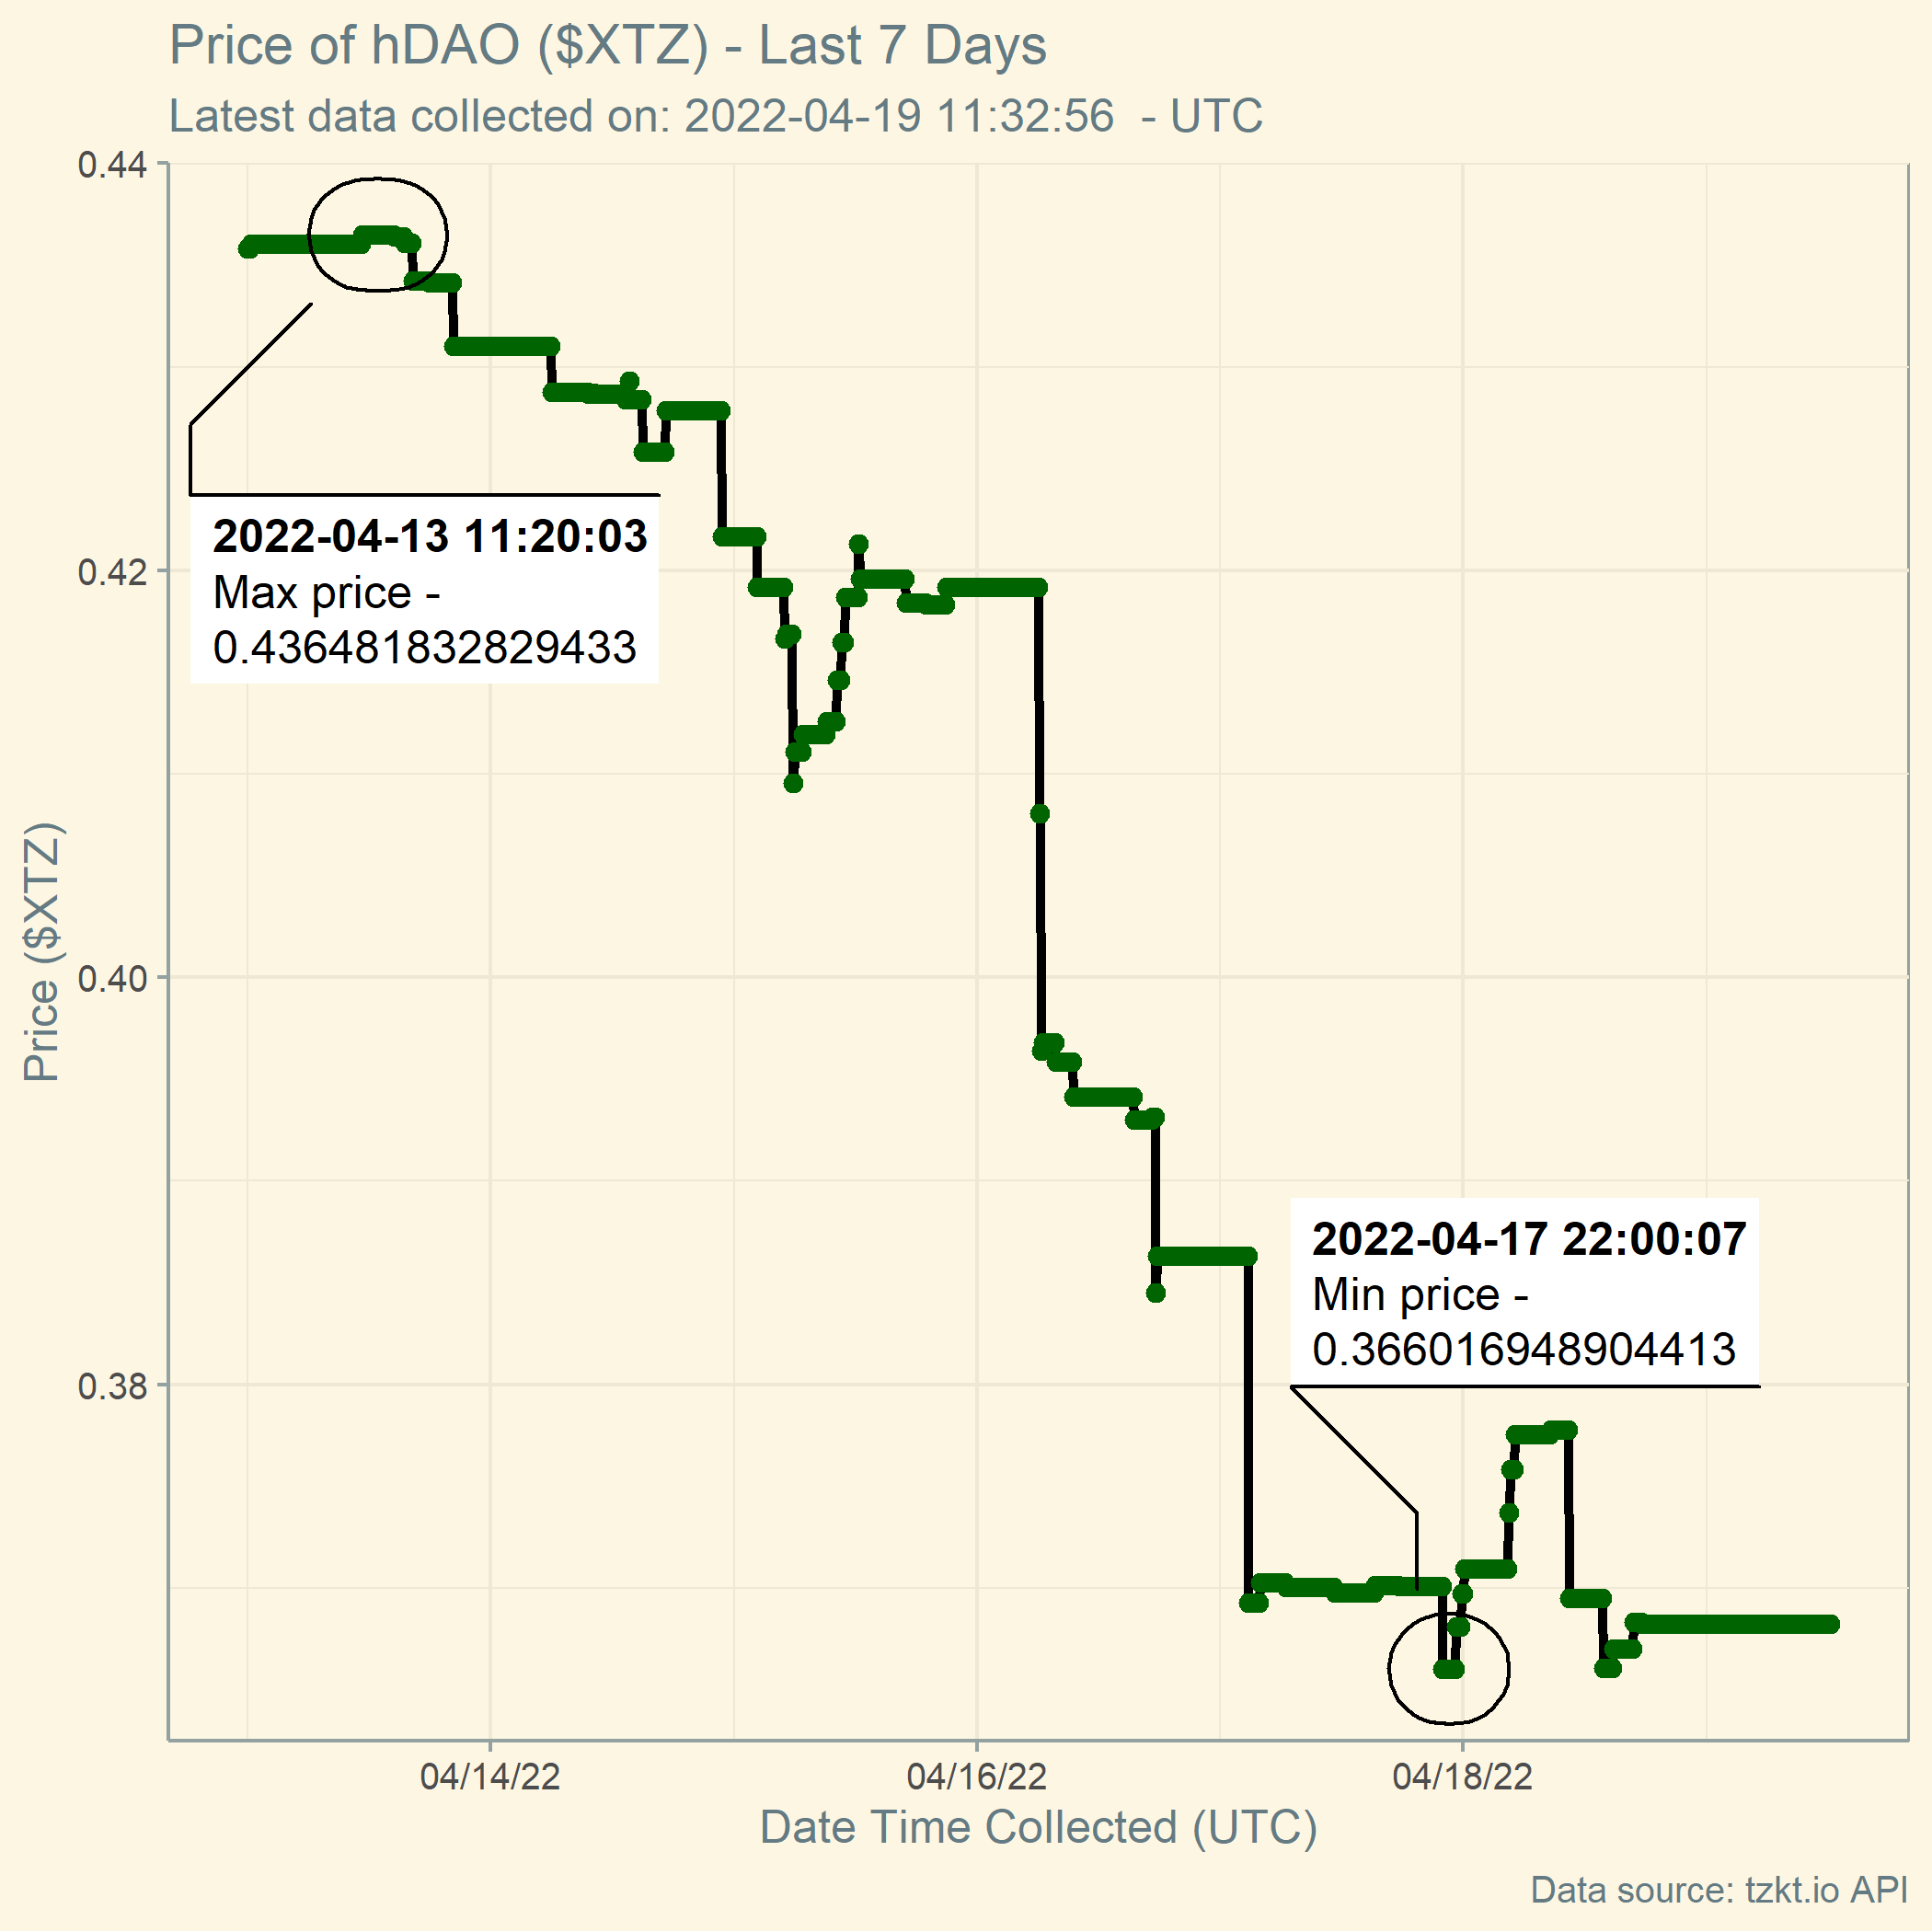 Price of hDAO ($XTZ) - Last 7 Days
Latest data collected on: 2022-04-19 11:32:56  - UTC
0.44
0.42
0.40
0.38
Price ($XTZ)
2022-04-13 11:20:03
Max price -
0.436481832829433
2022-04-17 22:00:07
Min price -
0.366016948904413
04/14/22
04/16/22
04/18/22
Date Time Collected (UTC)
Data source: tzkt.io API